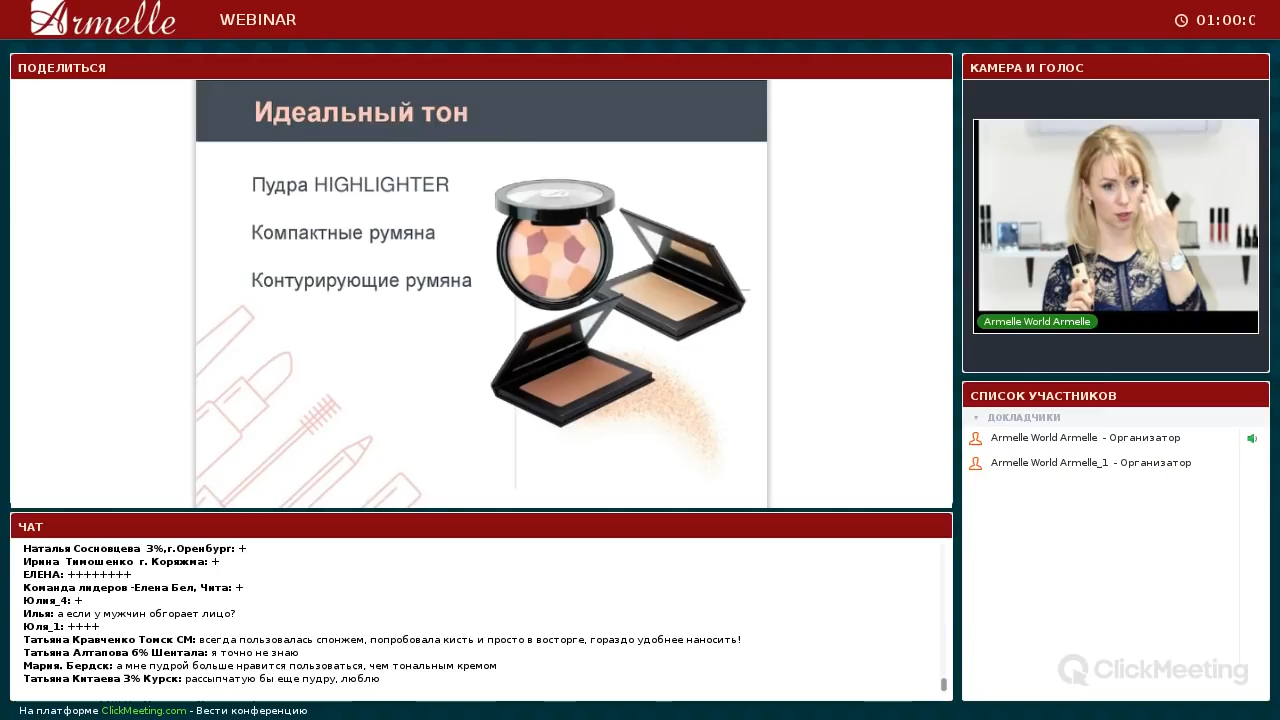 Armelle
WEBINAR
01:00:0
ПОДЕЛИТЬСЯ
Идеальный тон
Пудра HIGHLIGHTER
Компактные румяна
Контурирующие румяна
КАМЕРА И ГОЛОС
Armelle World Armelle
СПИСОК УЧАСТНИКОВ
ДОКЛАДЧИКИ
Armelle World Armelle - Организатор
Armelle World Armelle_1 - Организатор
ClickMeeting
ЧАТ
Наталья Сосновцева 3%,г.Оренбург: +
Ирина Тимошенко г. Коряжма: +
ЕЛЕНА: ++++++++
Команда лидеров -Елена Бел, Чита: +
Юлия_4: +
Илья: а если у мужчин обгорает лицо?
Юля_1: ++++
Татьяна Кравченко Томск СМ: всегда пользовалась спонжем, попробовала кисть и просто в восторге, гораздо удобнее наносить!
Татьяна Алтапова 6% Шентала: я точно не знаю
Мария. Бердск: а мне пудрой больше нравится пользоваться, чем тональным кремом
Татьяна Китаева 3% Курск: рассыпчатую бы еще пудру, люблю
На платформе ClickMeeting.com - Вести конференцию